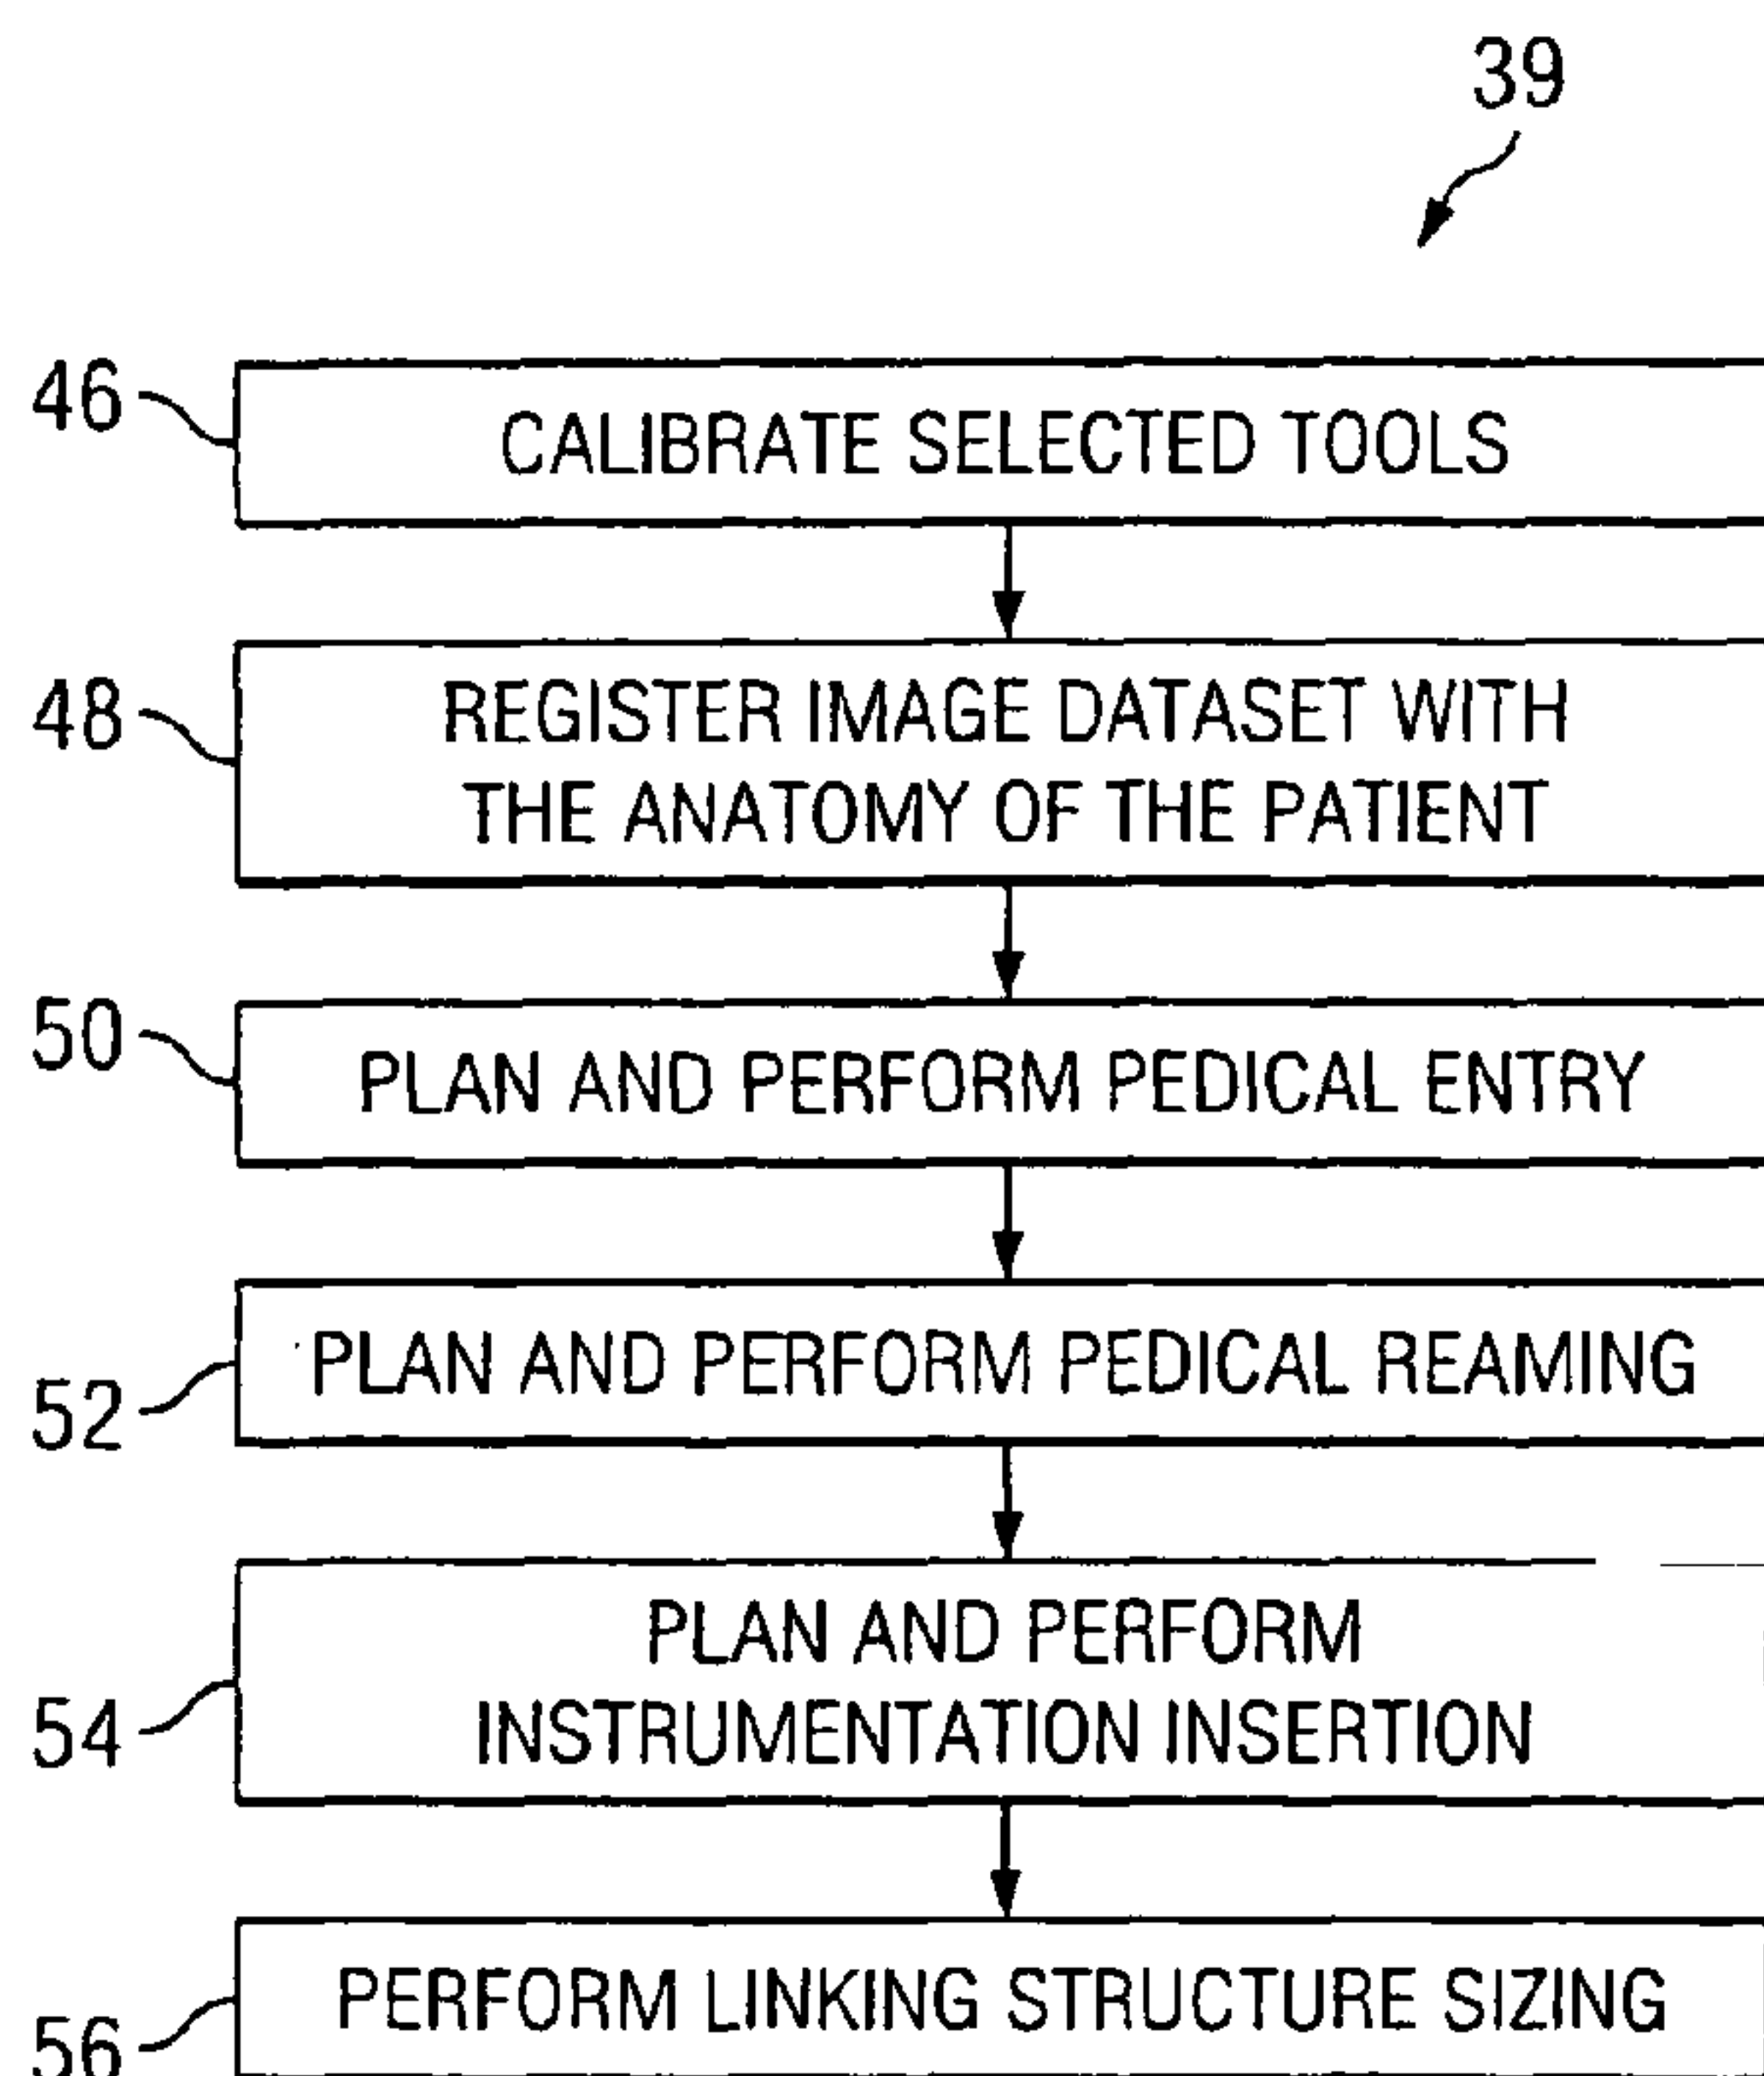 39
46
CALIBRATE SELECTED TOOLS
48
REGISTER IMAGE DATASET WITH
THE ANATOMY OF THE PATIENT
50
PLAN AND PERFORM PEDICAL ENTRY
52
PLAN AND PERFORM PEDICAL REAMING
54
PLAN AND PERFORM
INSTRUMENTATION INSERTION
56
PERFORM LINKING STRUCTURE SIZING